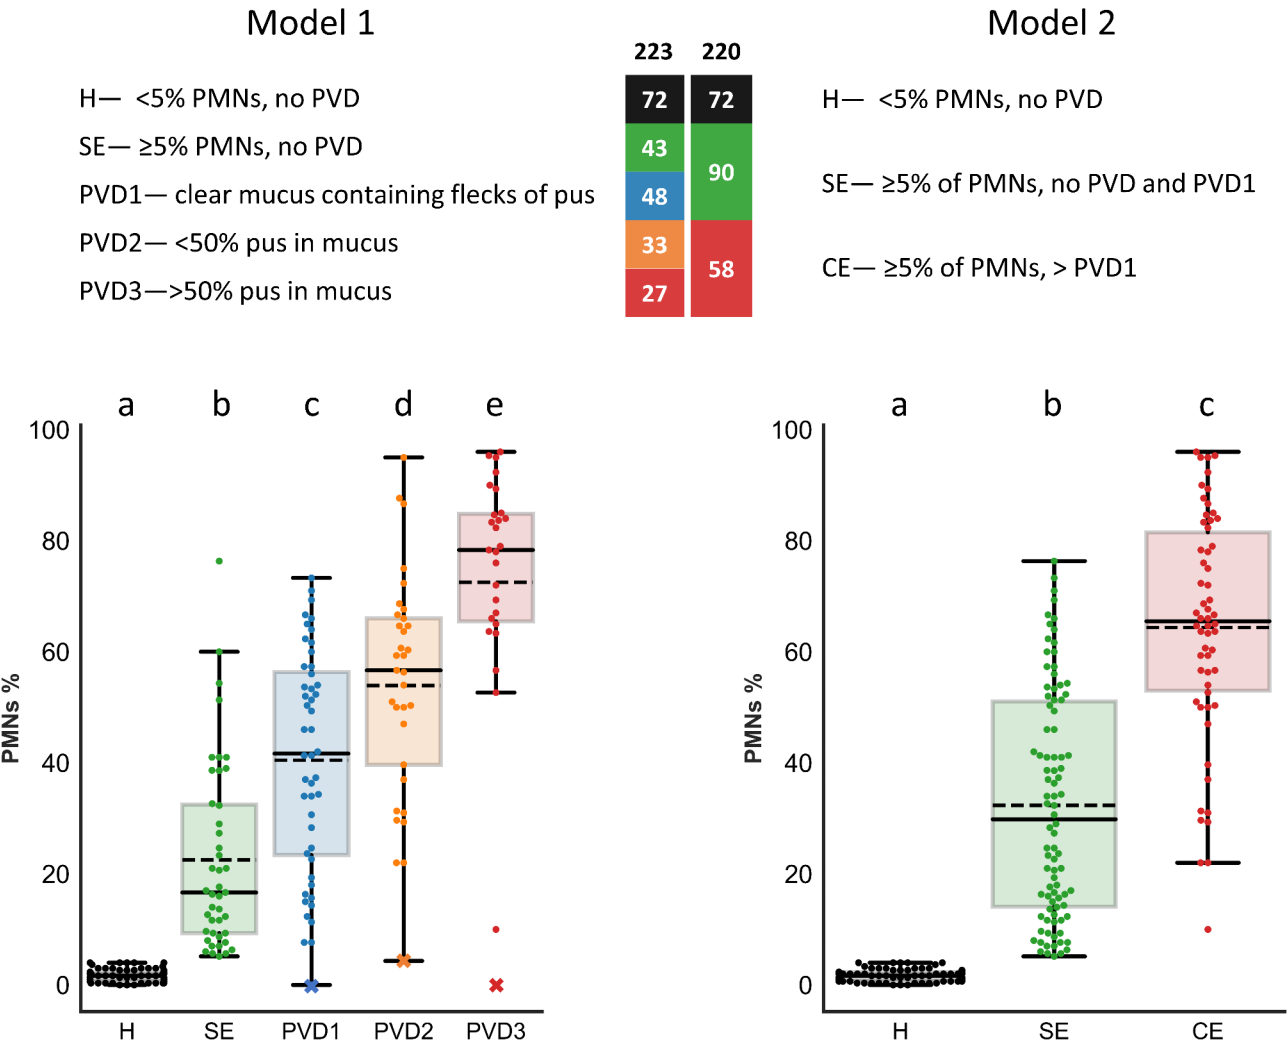 Model 1
Model 2
223 220
H— <5% PMNs, no PVD
SE— ≥5% PMNs, no PVD
PVD1— clear mucus containing flecks of pus
PVD2— <50% pus in mucus
PVD3—>50% pus in mucus
72 72
43
90
48
33
58
27
H— <5% PMNs, no PVD
SE— ≥5% of PMNs, no PVD and PVD1
CE— ≥5% of PMNs, > PVD1
a b c d e
100
80
60
40
20
0
PMNs %
H SE PVD1 PVD2 PVD3
a b c
100
80
60
40
20
0
PMNs %
H SE CE